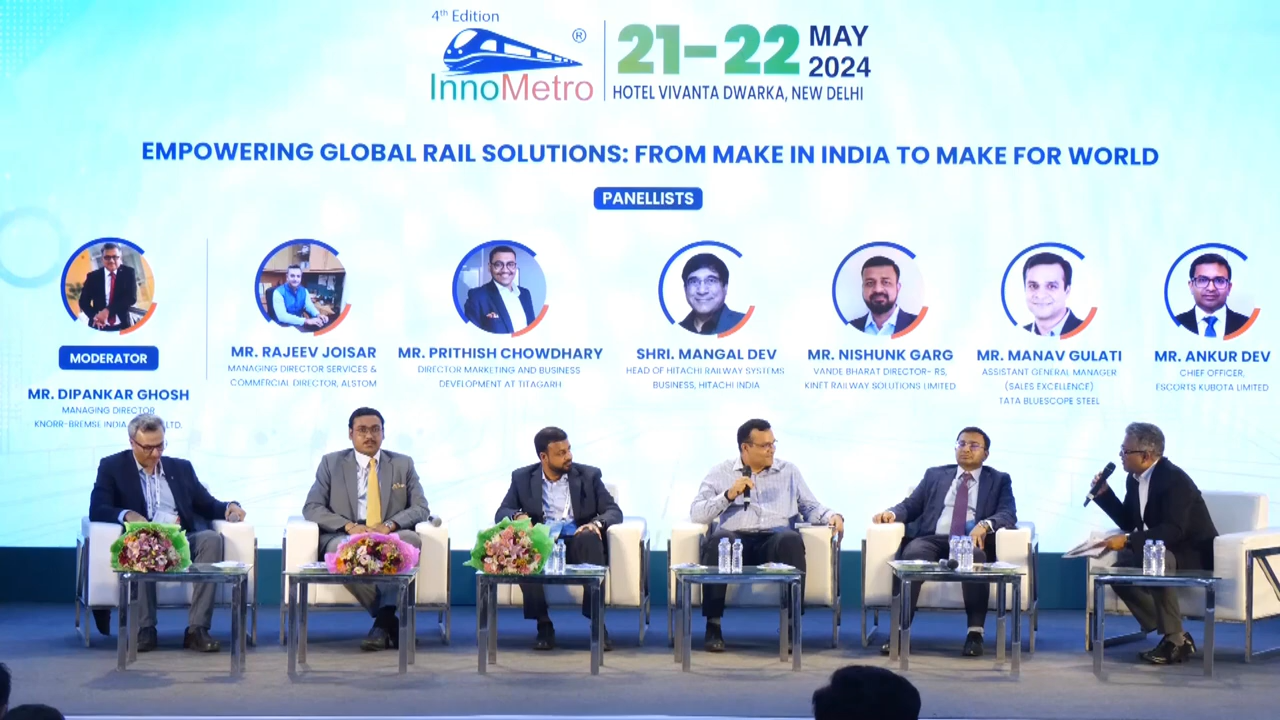 4th Edition
InnoMetro ®
21-22 MAY 2024
HOTEL VIVANTA DWARKA, NEW DELHI
EMPOWERING GLOBAL RAIL SOLUTIONS: FROM MAKE IN INDIA TO MAKE FOR WORLD
PANELLISTS
MODERATOR
MR. DIPANKAR GHOSH
MANAGING DIRECTOR
KNORR-BREMSE INDIA LTD.
MR. RAJEEV JOISAR
MANAGING DIRECTOR SERVICES &
COMMERCIAL DIRECTOR, ALSTOM
MR. PRITHISH CHOWDHARY
DIRECTOR MARKETING AND BUSINESS
DEVELOPMENT AT TITAGARH
SHRI. MANGAL DEV
HEAD OF HITACHI RAILWAY SYSTEMS
BUSINESS, HITACHI INDIA
MR. NISHUNK GARG
VANDE BHARAT DIRECTOR- RS,
KINET RAILWAY SOLUTIONS LIMITED
MR. MANAV GULATI
ASSISTANT GENERAL MANAGER
(SALES EXCELLENCE)
TATA BLUESCOPE STEEL
MR. ANKUR DEV
CHIEF OFFICER,
ESCORTS KUBOTA LIMITED